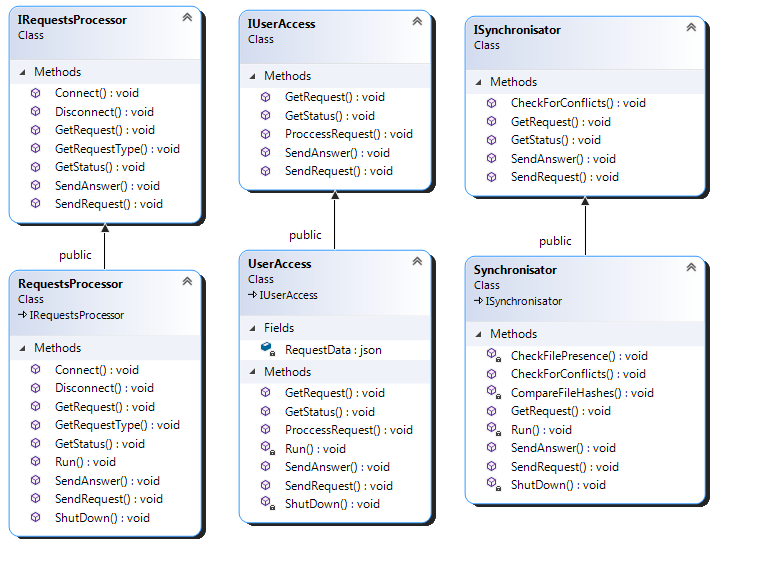 IRequestsProcessor
Class
Methods
Connect() : void
Disconnect() : void
GetRequest() : void
GetRequestType() : void
GetStatus() : void
SendAnswer() : void
SendRequest() : void
IUserAccess
Class
Methods
GetRequest() : void
GetStatus() : void
ProccessRequest() : void
SendAnswer() : void
SendRequest() : void
ISynchronisator
Class
Methods
CheckForConflicts() : void
GetRequest() : void
GetStatus() : void
SendAnswer() : void
SendRequest() : void
public
public
public
RequestsProcessor
Class
IRequestsProcessor
Methods
Connect() : void
Disconnect() : void
GetRequest() : void
GetRequestType() : void
GetStatus() : void
Run() : void
SendAnswer() : void
SendRequest() : void
ShutDown() : void
UserAccess
Class
IUserAccess
Fields
RequestData : json
Methods
GetRequest() : void
GetStatus() : void
ProccessRequest() : void
Run() : void
SendAnswer() : void
SendRequest() : void
ShutDown() : void
Synchronisator
Class
ISynchronisator
Methods
CheckFilePresence() : void
CheckForConflicts() : void
CompareFileHashes() : void
GetRequest() : void
Run() : void
SendAnswer() : void
SendRequest() : void
ShutDown() : void